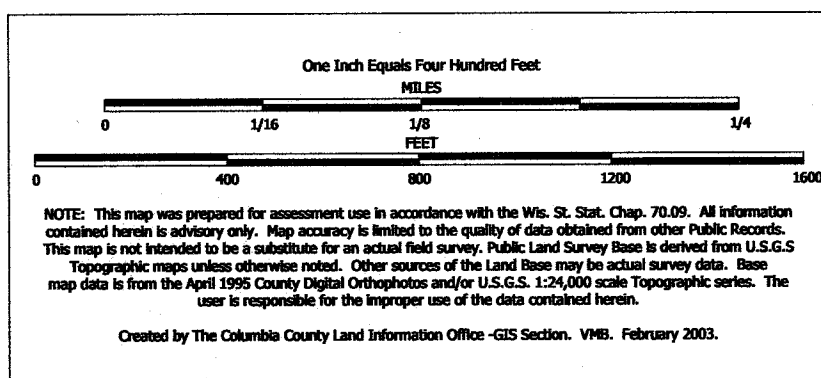 One Inch Equals Four Hundred Feet
MILES
0 1/16 1/8 1/4
FEET
0 400 800 1200 1600
NOTE: This map was prepared for assessment use in accordance with the Wis. St. Stat. Chap. 70.09. All information
contained herein is advisory only. Map accuracy is limited to the quality of data obtained from other Public Records.
This map is not intended to be a substitute for an actual field survey. Public Land Survey Base is derived from U.S.G.S
Topographic maps unless otherwise noted. Other sources of the Land Base may be actual survey data. Base
map data is from the April 1995 County Digital Orthophotos and/or U.S.G.S. 1:24,000 scale Topographic series. The
user is responsible for the improper use of the data contained herein.
Created by The Columbia County Land Information Office -GIS Section. VMB. February 2003.